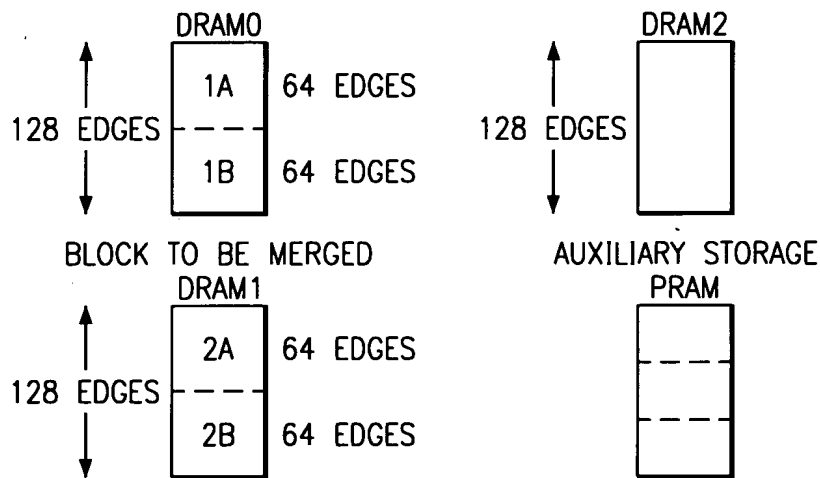 DRAM0
1A
64 EDGES
128 EDGES
1B
64 EDGES
BLOCK TO BE MERGED
DRAM1
2A
64 EDGES
128 EDGES
2B
64 EDGES
DRAM2
128 EDGES
AUXILIARY STORAGE
PRAM